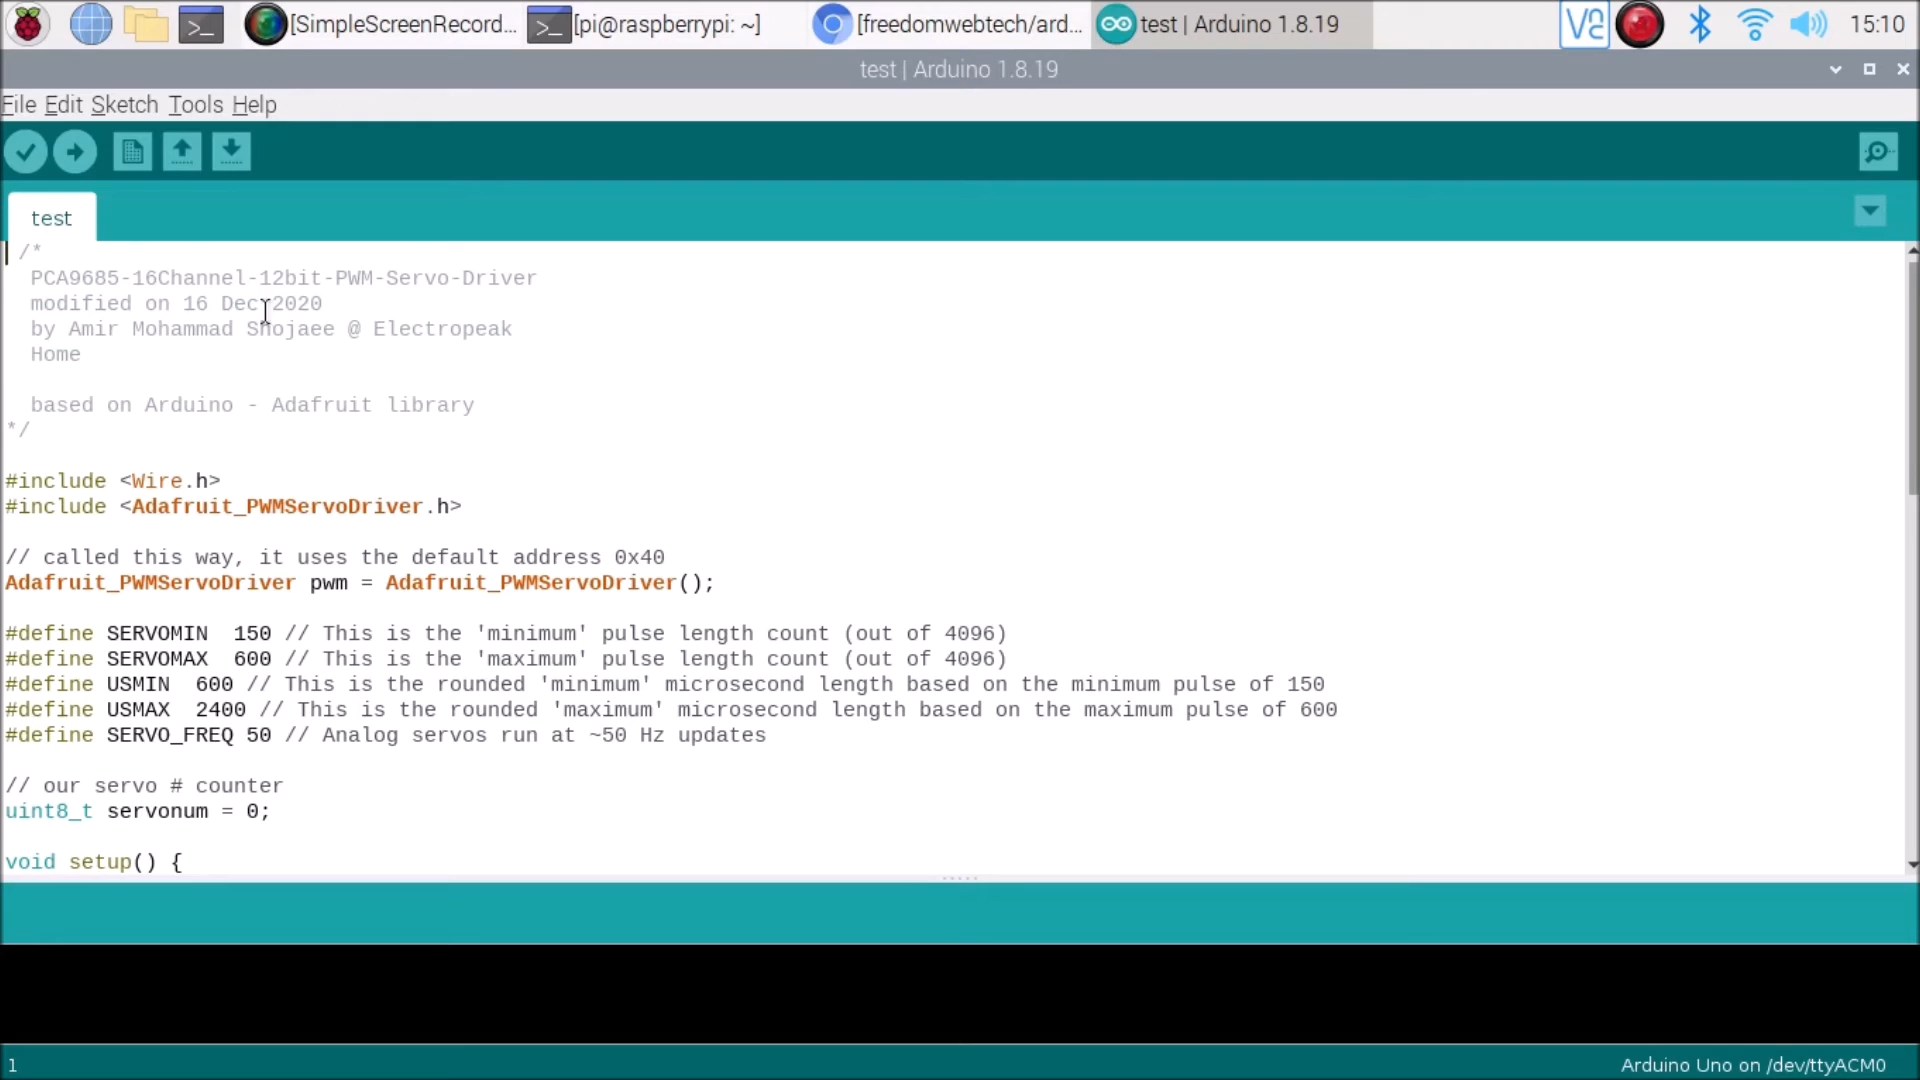 [SimpleScreenRecord... [pi@raspberrypi: ~] [freedomwebtech/ard... test | Arduino 1.8.19 15:10
test | Arduino 1.8.19
File Edit Sketch Tools Help
test
/*
PCA9685-16Channel-12bit-PWM-Servo-Driver
modified on 16 Dec 2020
by Amir Mohammad Shojaee @ Electropeak
Home
based on Arduino - Adafruit library
*/
#include <Wire.h>
#include <Adafruit_PWMServoDriver.h>
// called this way, it uses the default address 0x40
Adafruit_PWMServoDriver pwm = Adafruit_PWMServoDriver();
#define SERVOMIN  150 // This is the 'minimum' pulse length count (out of 4096)
#define SERVOMAX  600 // This is the 'maximum' pulse length count (out of 4096)
#define USMIN  600 // This is the rounded 'minimum' microsecond length based on the minimum pulse of 150
#define USMAX  2400 // This is the rounded 'maximum' microsecond length based on the maximum pulse of 600
#define SERVO_FREQ 50 // Analog servos run at ~50 Hz updates
// our servo # counter
uint8_t servonum = 0;
void setup() {
1 Arduino Uno on /dev/ttyACM0